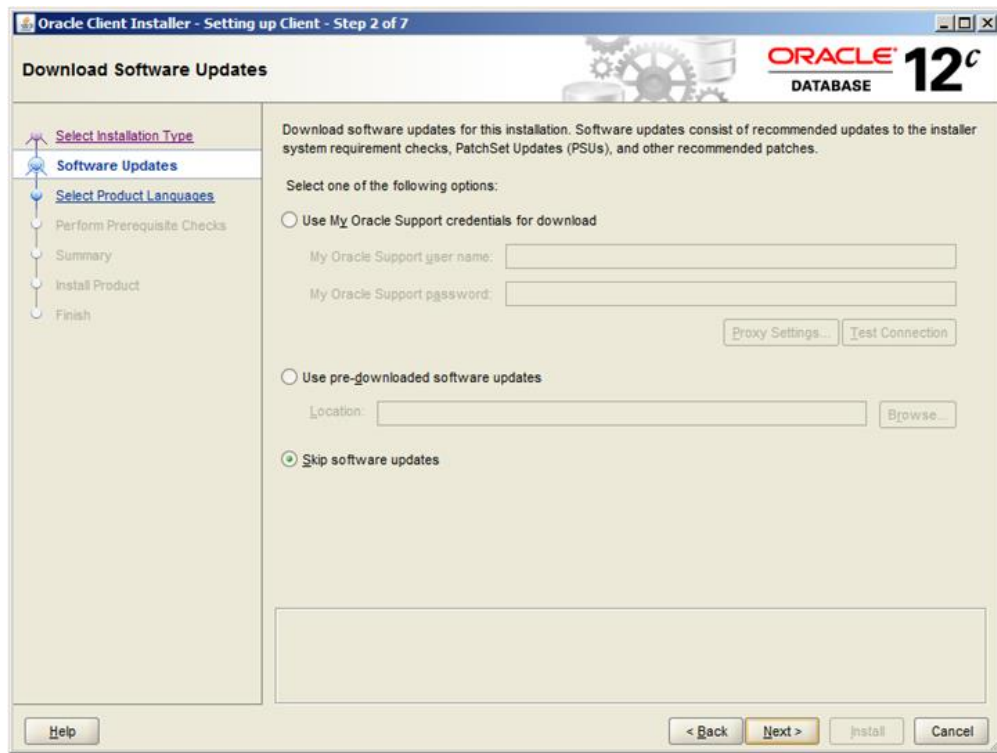 Oracle Client Installer - Setting up Client - Step 2 of 7
Download Software Updates
ORACLE
DATABASE
12c
Select Installation Type
Software Updates
Select Product Languages
Perform Prerequisite Checks
Summary
Install Product
Finish
Download software updates for this installation. Software updates consist of recommended updates to the installer
system requirement checks, PatchSet Updates (PSUs), and other recommended patches.
Select one of the following options:
Use My Oracle Support credentials for download
My Oracle Support user name:
My Oracle Support password:
Proxy Settings...
Test Connection
Use pre-downloaded software updates
Location:
Browse...
Skip software updates
Help
< Back
Next >
Install
Cancel